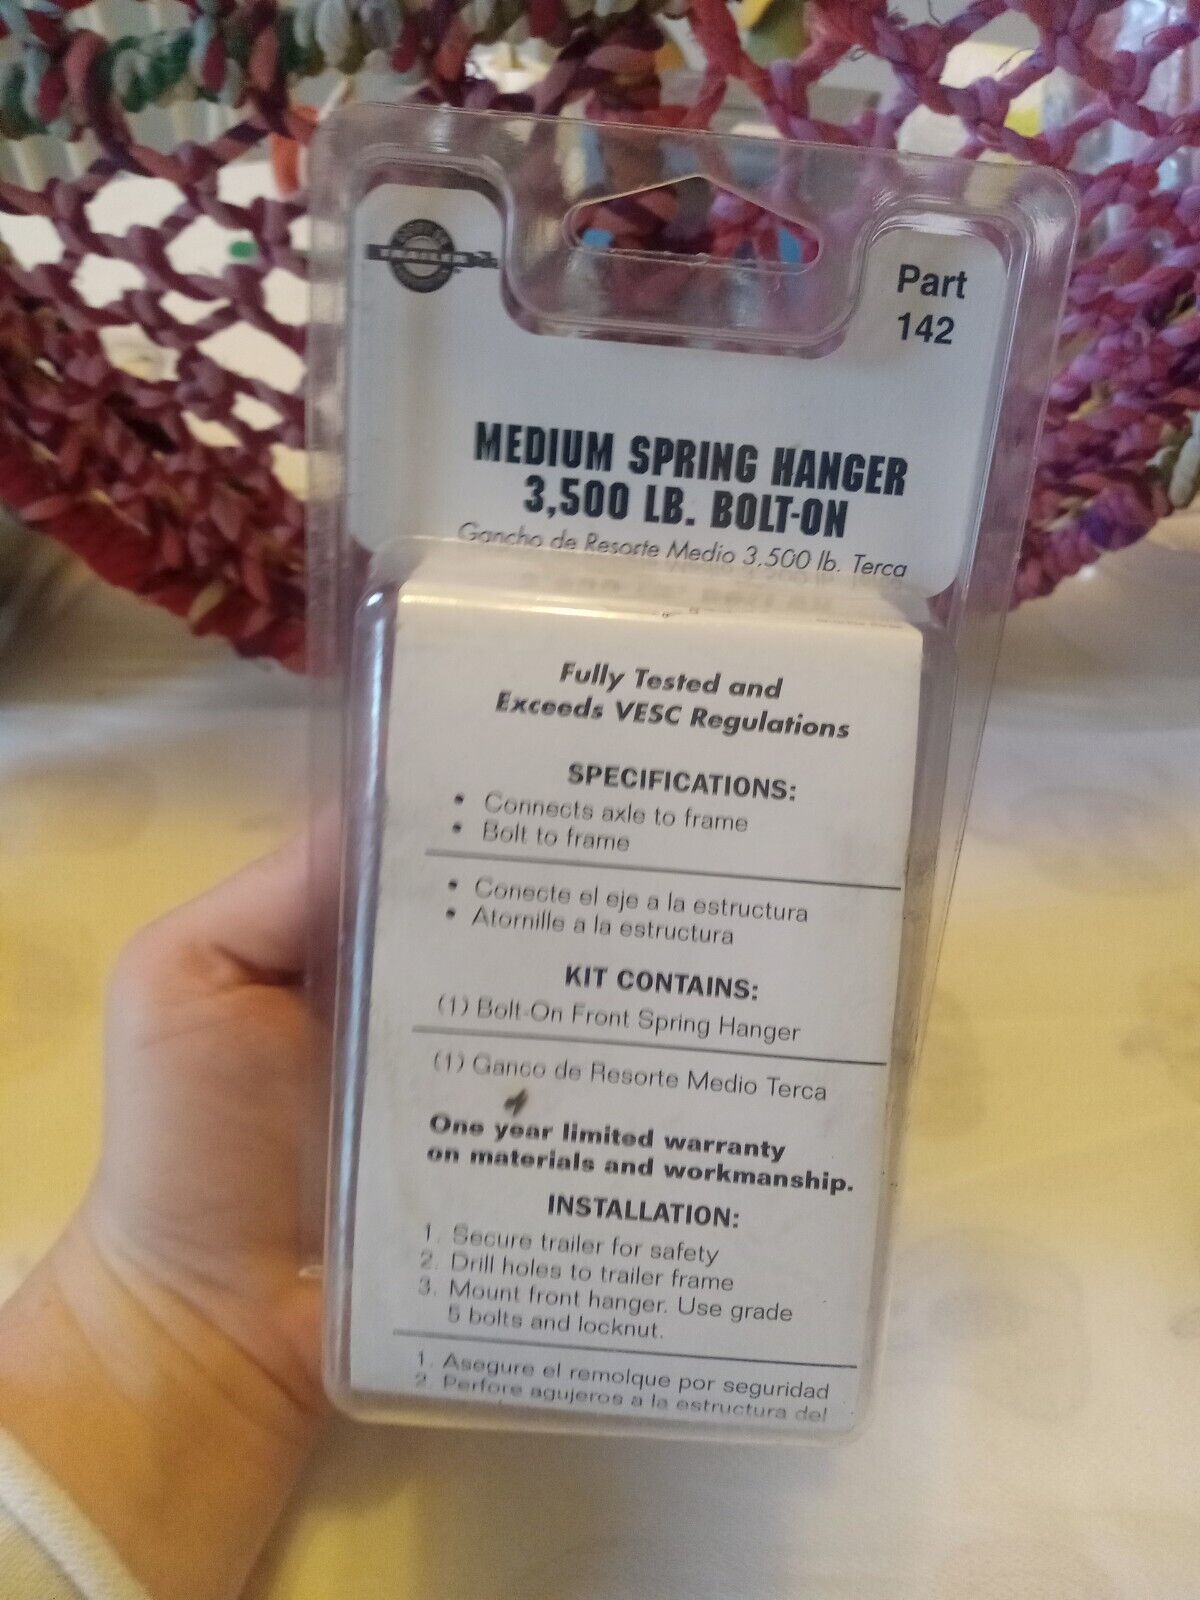 TRAILER
Part
142
MEDIUM SPRING HANGER
3,500 LB. BOLT-ON
Gancho de Resorte Medio 3,500 lb. Terca
Fully Tested and
Exceeds VESC Regulations
SPECIFICATIONS:
• Connects axle to frame
• Bolt to frame
• Conecte el eje a la estructura
• Atornille a la estructura
KIT CONTAINS:
(1) Bolt-On Front Spring Hanger
(1) Ganco de Resorte Medio Terca
One year limited warranty
on materials and workmanship.
INSTALLATION:
1. Secure trailer for safety
2. Drill holes to trailer frame
3. Mount front hanger. Use grade
5 bolts and locknut.
1. Asegure el remolque por seguridad
2. Perfore agujeros a la estructura del